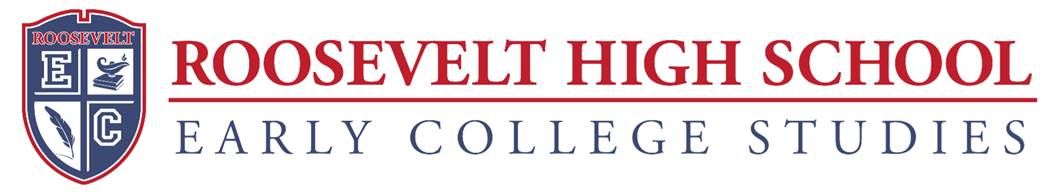 ROOSEVELT
E
C
ROOSEVELT HIGH SCHOOL
EARLY COLLEGE STUDIES